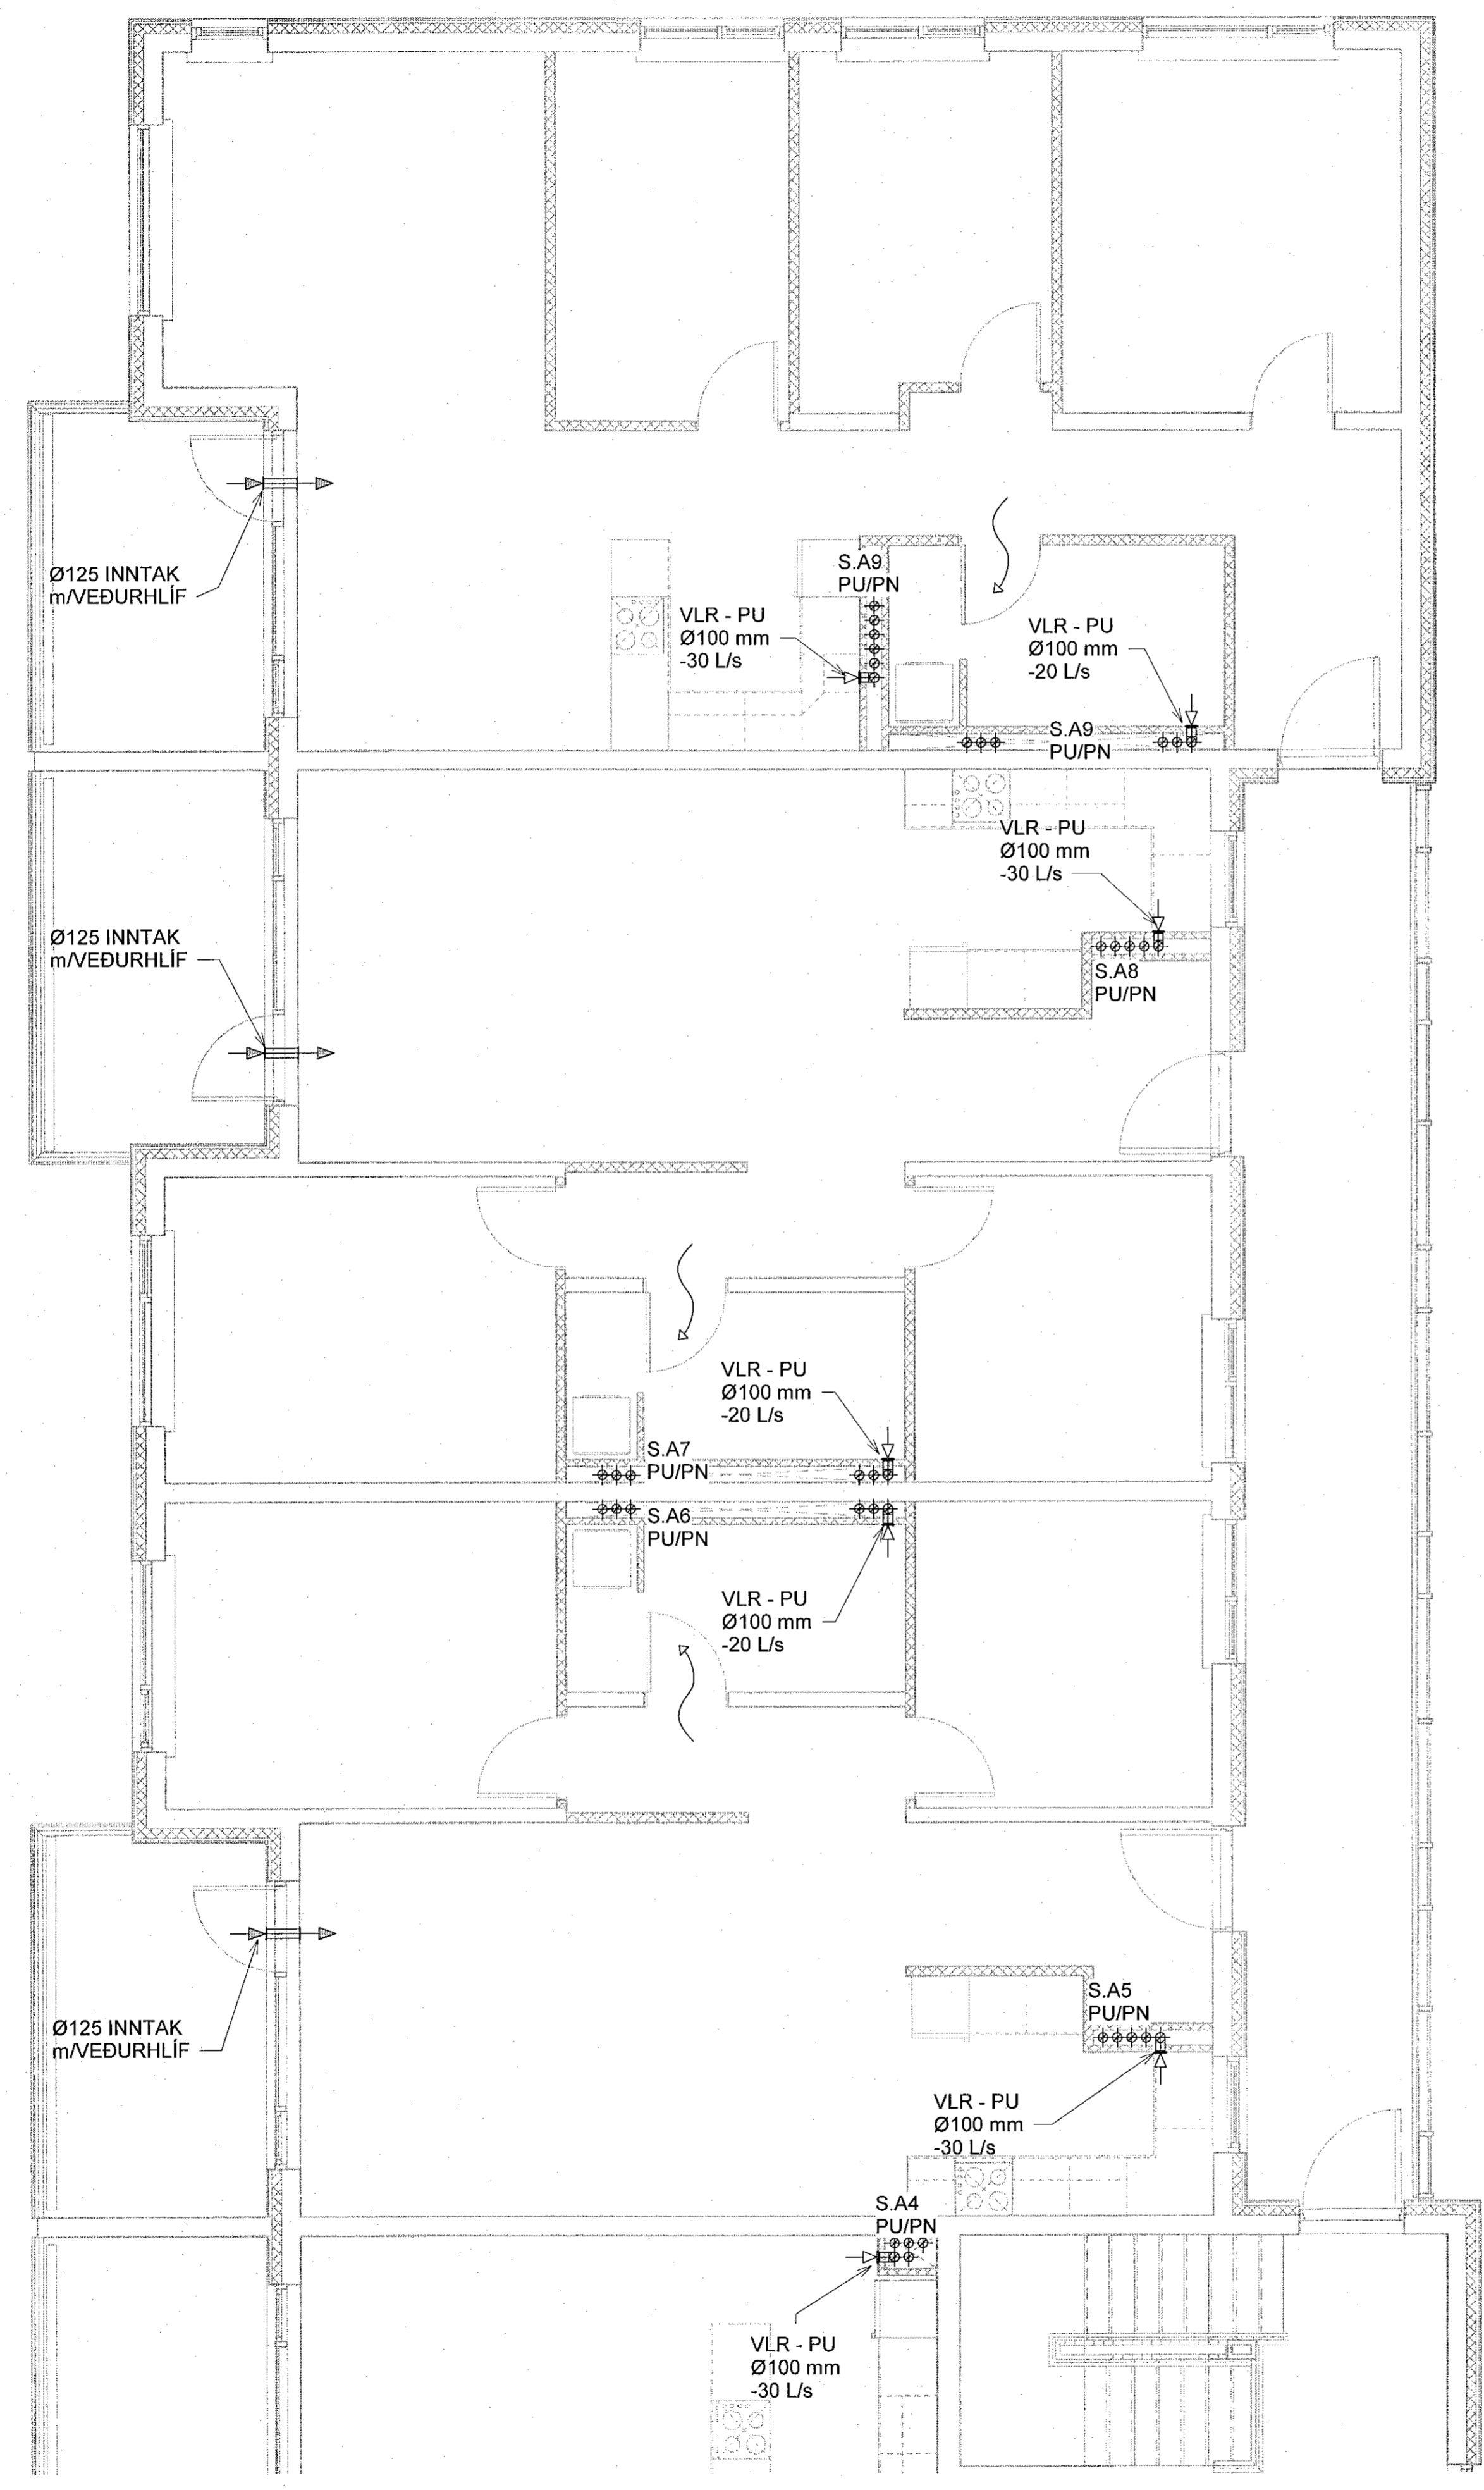 Ø125 INNTAK
m/VEÐURHLÍF
S.A9
PU/PN
VLR - PU
Ø100 mm
-30 L/s
VLR - PU
Ø100 mm
-20 L/s
S.A9
PU/PN
VLR - PU
Ø100 mm
-30 L/s
Ø125 INNTAK
m/VEÐURHLÍF
S.A8
PU/PN
VLR - PU
Ø100 mm
-20 L/s
S.A7
PU/PN
S.A6
PU/PN
VLR - PU
Ø100 mm
-20 L/s
S.A5
PU/PN
Ø125 INNTAK
m/VEÐURHLÍF
VLR - PU
Ø100 mm
-30 L/s
S.A4
PU/PN
VLR - PU
Ø100 mm
-30 L/s